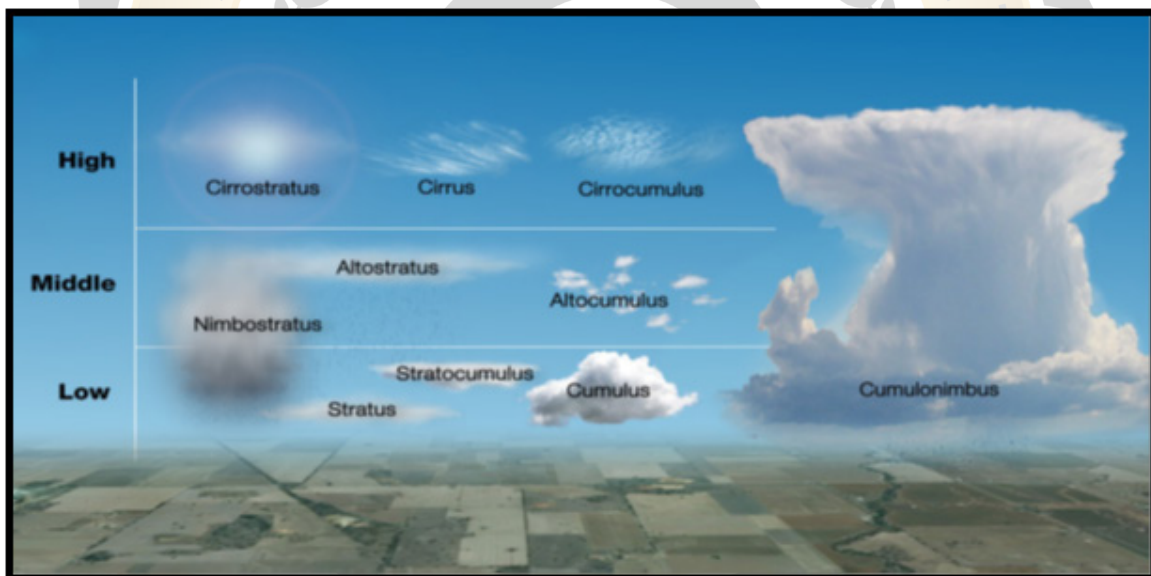 High
Cirrostratus
Cirrus
Cirrocumulus
Middle
Altostratus
Altocumulus
Nimbostratus
Low
Stratocumulus
Cumulus
Cumulonimbus
Stratus